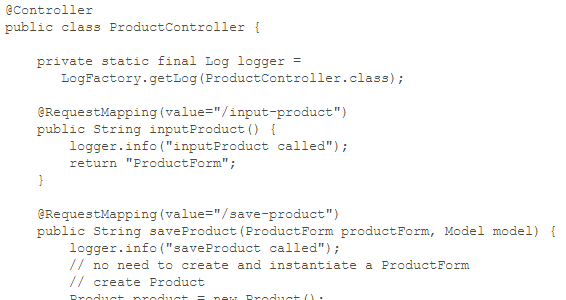 @Controller
public class ProductController {
private static final Log logger =
LogFactory.getLog(ProductController.class);
@RequestMapping(value="/input-product")
public String inputProduct() {
logger.info("inputProduct called");
return "ProductForm";
}
@RequestMapping(value="/save-product")
public String saveProduct(ProductForm productForm, Model model) {
logger.info("saveProduct called");
// no need to create and instantiate a ProductForm
// create Product
Product product = new Product();